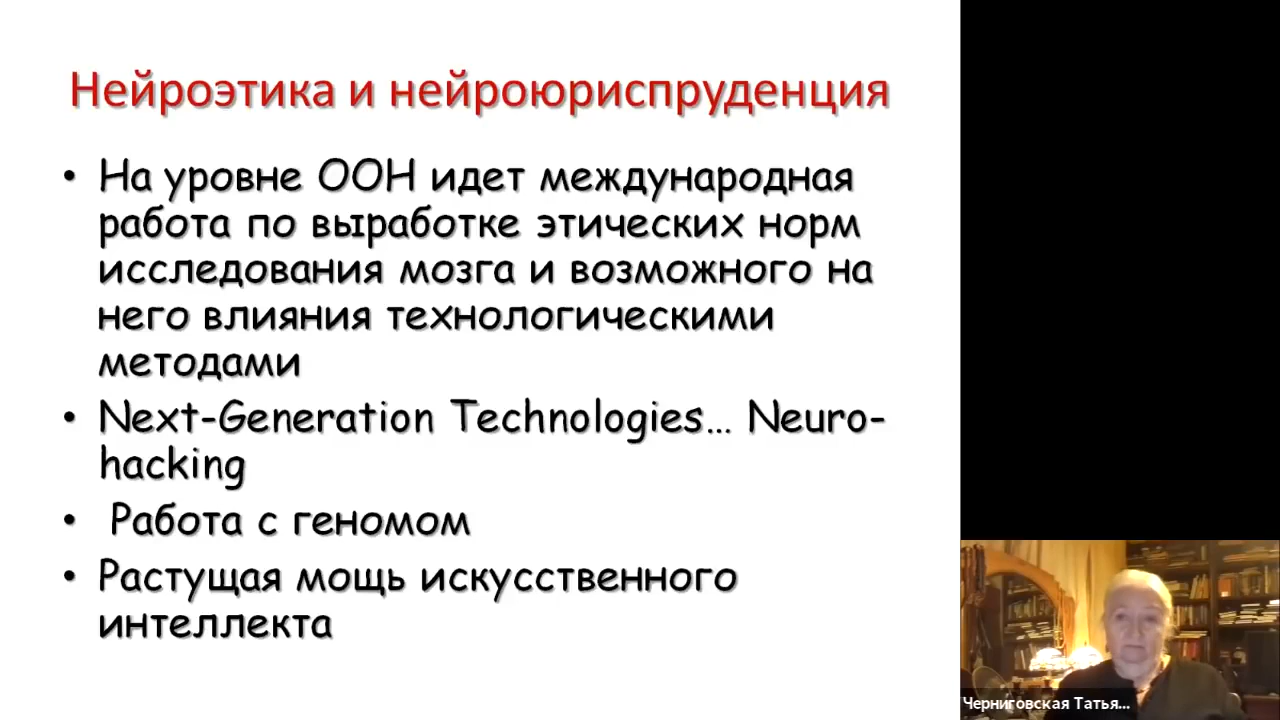 Нейроэтика и нейроюриспруденция
• На уровне ООН идет международная
работа по выработке этических норм
исследования мозга и возможного на
него влияния технологическими
методами
• Next-Generation Technologies... Neuro-
hacking
• Работа с геномом
• Растущая мощь искусственного
интеллекта
Черниговская Татья...